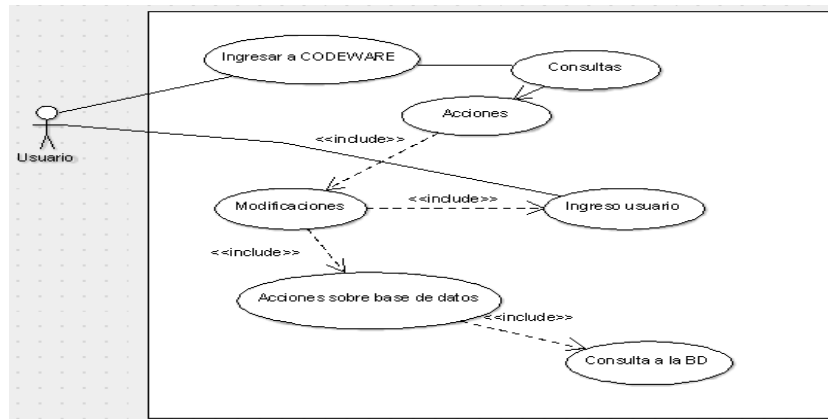 Ingresar a CODEWARE
Consultas
Acciones
<<include>>
Usuario
Modificaciones
<<include>>
Ingreso usuario
<<include>>
Acciones sobre base de datos
<<include>>
Consulta a la BD